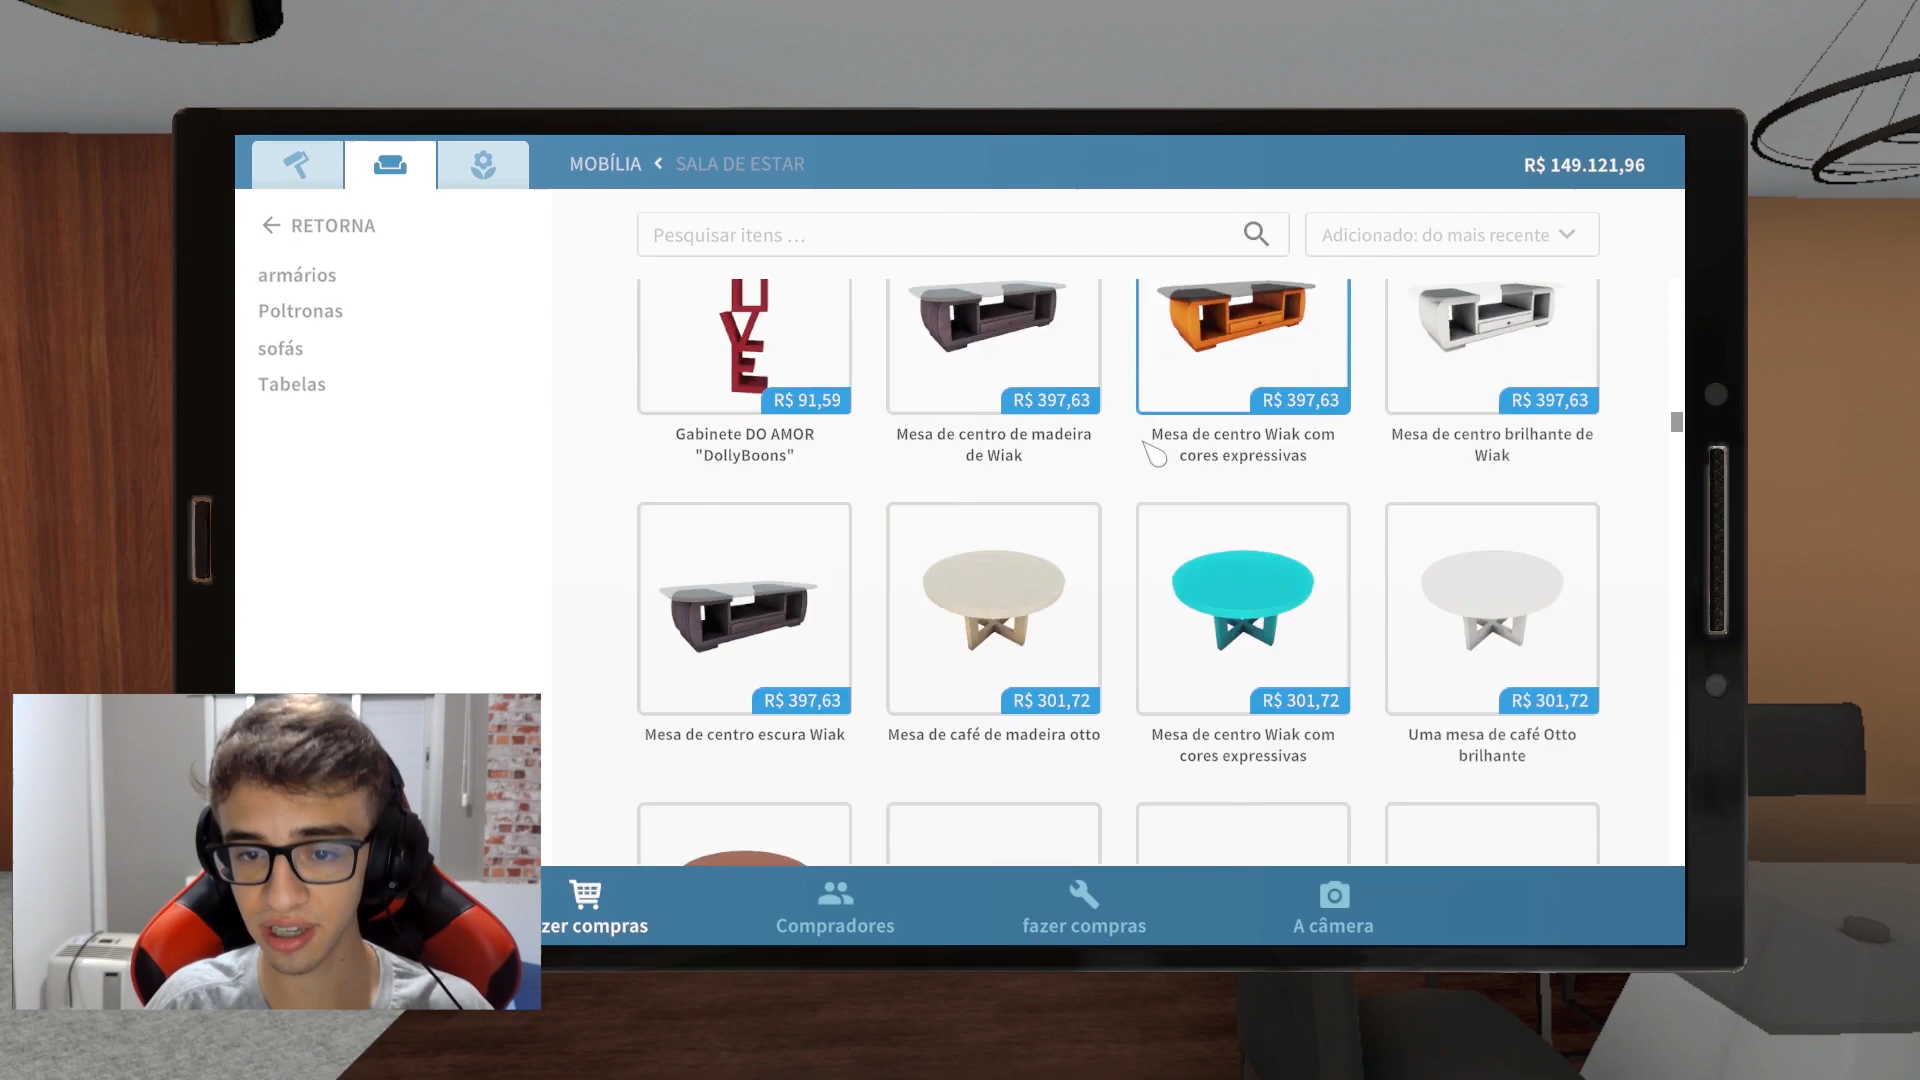 MOBÍLIA
SALA DE ESTAR
R$ 149.121,96
RETORNA
armários
Poltronas
sofás
Tabelas
Pesquisar itens ...
Adicionado: do mais recente
R$ 91,59
R$ 397,63
R$ 397,63
R$ 397,63
Gabinete DO AMOR
"DollyBoons"
Mesa de centro de madeira
de Wiak
Mesa de centro Wiak com
cores expressivas
Mesa de centro brilhante de
Wiak
R$ 397,63
R$ 301,72
R$ 301,72
R$ 301,72
Mesa de centro escura Wiak
Mesa de café de madeira otto
Mesa de centro Wiak com
cores expressivas
Uma mesa de café Otto
brilhante
zer compras
Compradores
fazer compras
A câmera